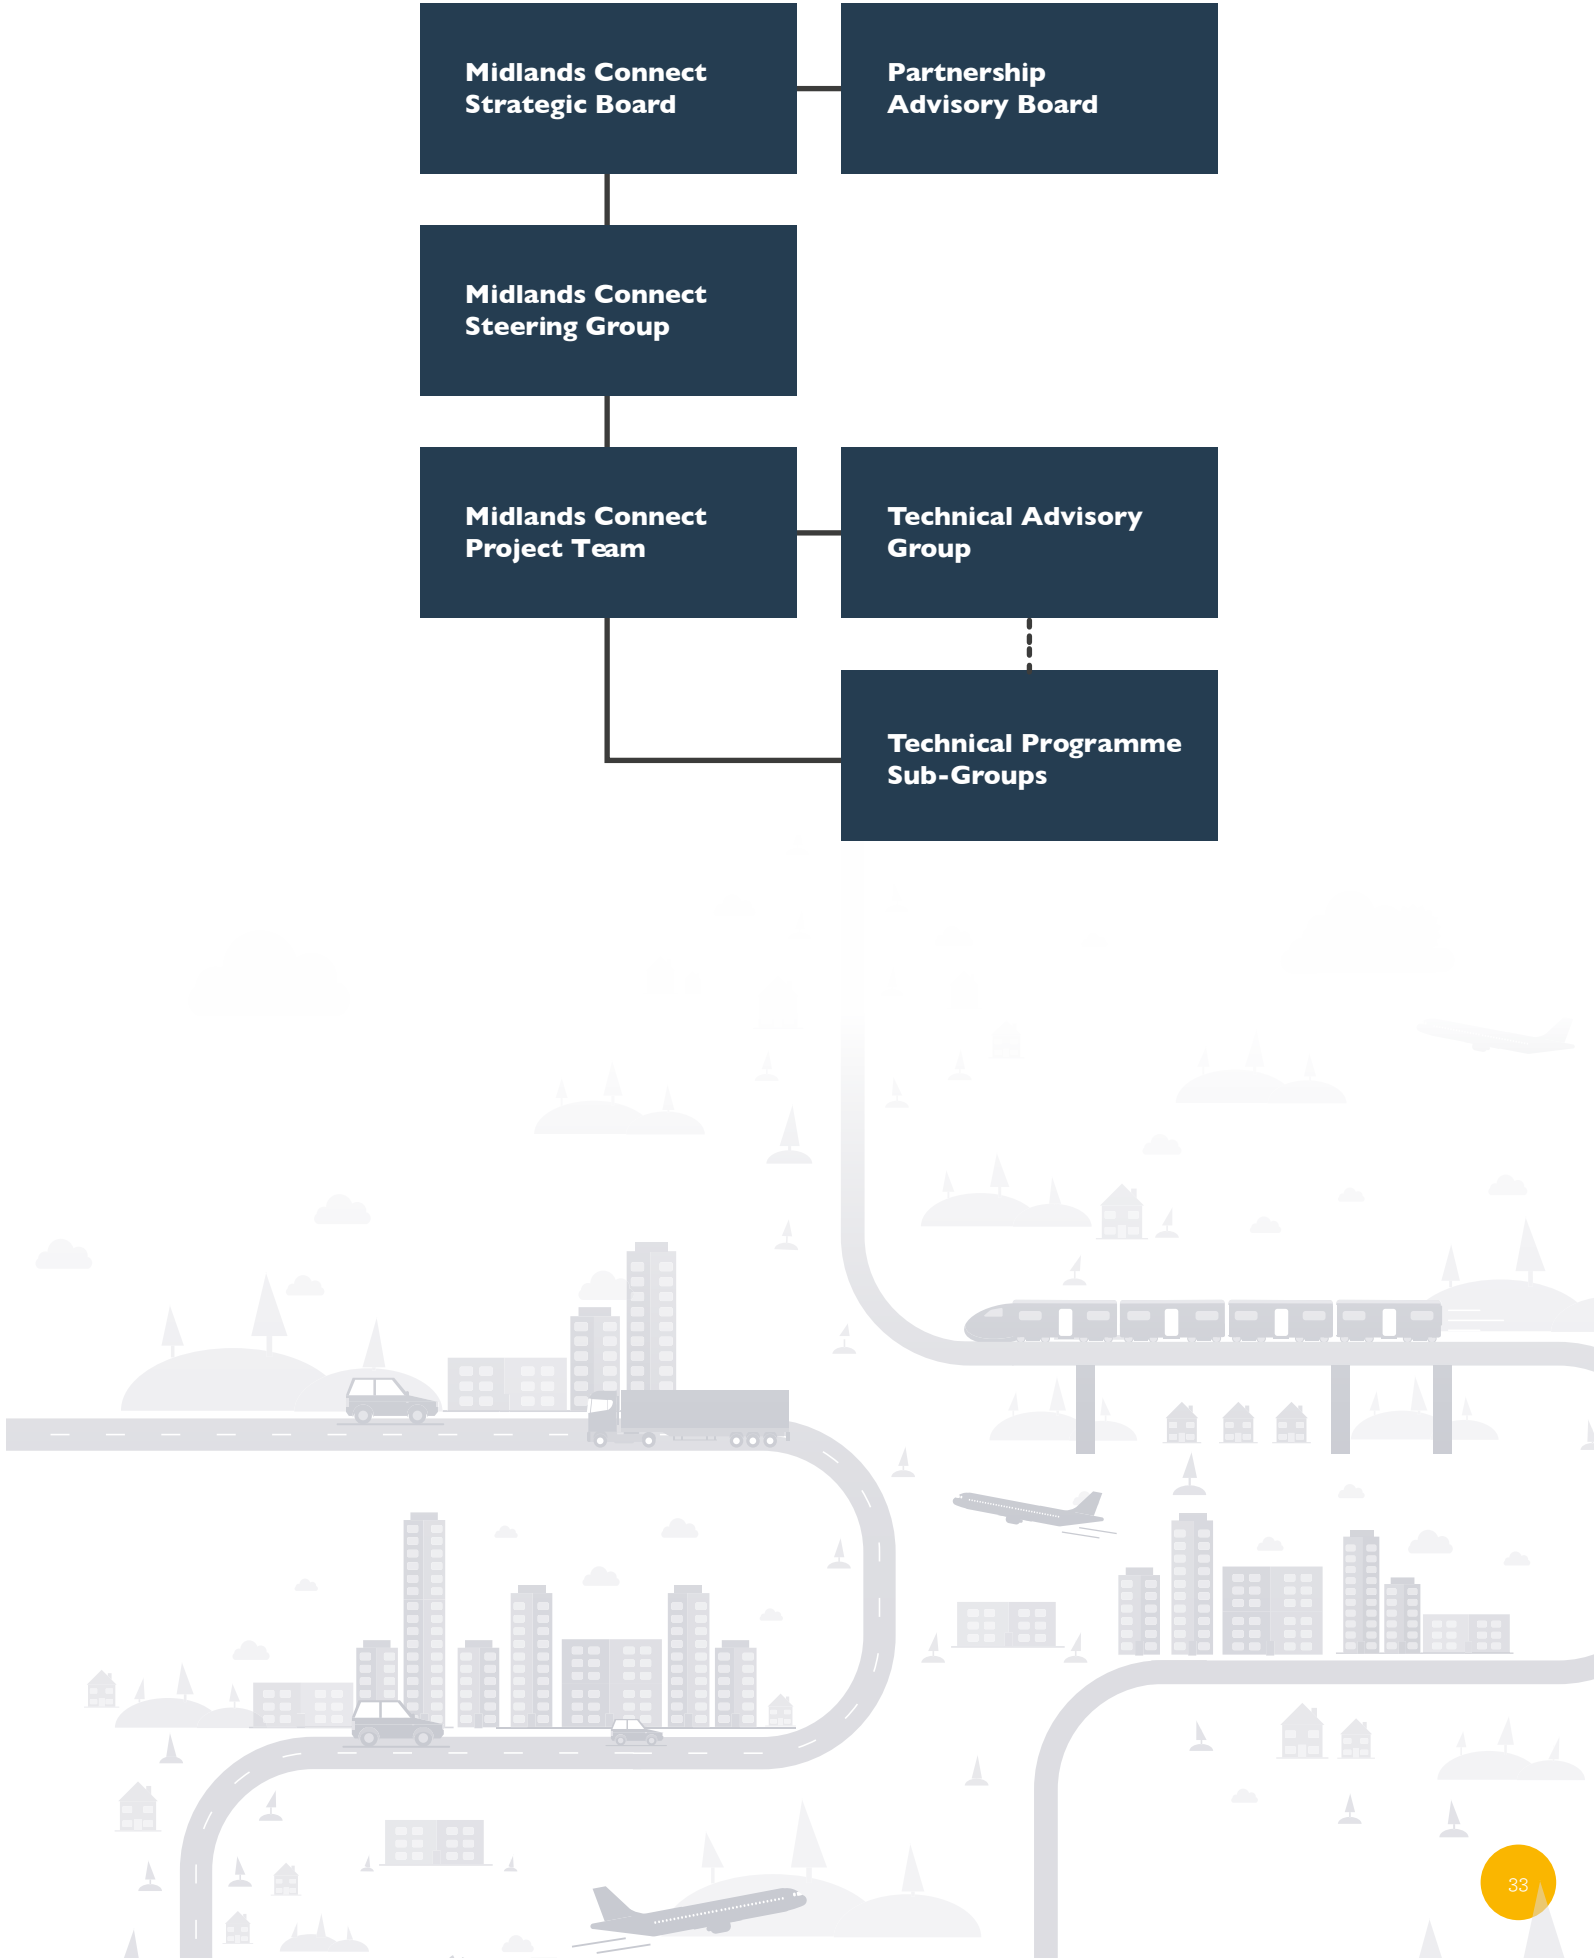 Midlands Connect
Strategic Board
Partnership
Advisory Board
Midlands Connect
Steering Group
Midlands Connect
Project Team
Technical Advisory
Group
Technical Programme
Sub-Groups
33